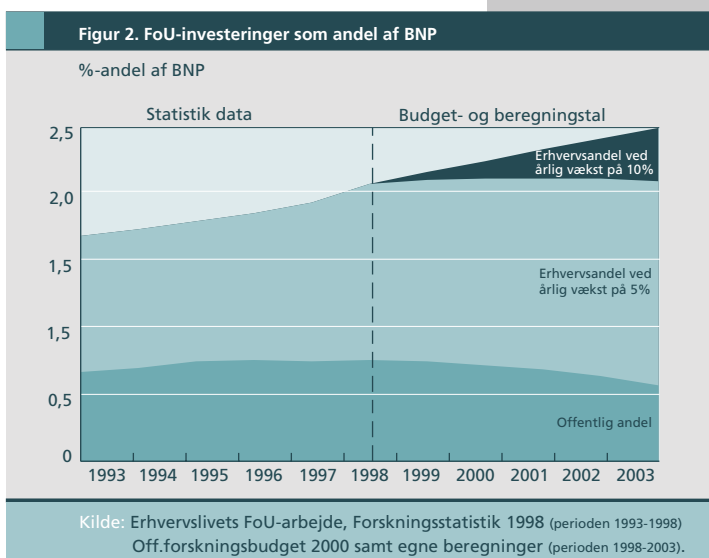 Figur 2. FoU-investeringer som andel af BNP
%-andel af BNP
Statistik data
Budget- og beregningstal
2,5
2,0
1,5
1,5
0,5
0
Erhvervsandel ved
årlig vækst på 10%
Erhvervsandel ved
årlig vækst på 5%
Offentlig andel
1993 1994 1995 1996 1997 1998 1999 2000 2001 2002 2003
Kilde: Erhvervslivets FoU-arbejde, Forskningsstatistik 1998 (perioden 1993-1998)
Off.forskningsbudget 2000 samt egne beregninger (perioden 1998-2003).